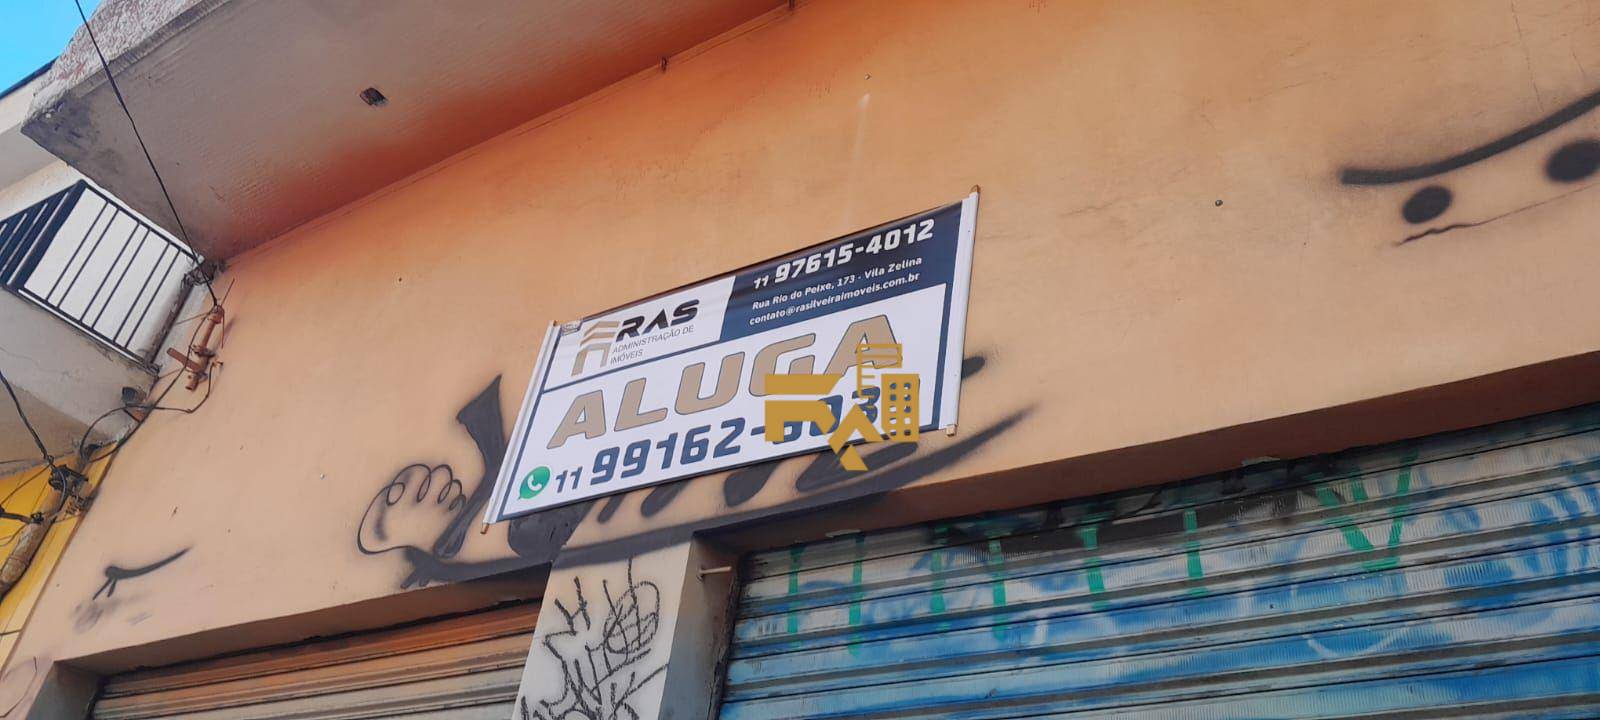 RAS
ADMINISTRAÇÃO DE
IMÓVEIS
11 97615-4012
Rua Rio do Peixe, 173 - Vila Zelina
contato@rasilveiraimoveis.com.br
ALUGA
11